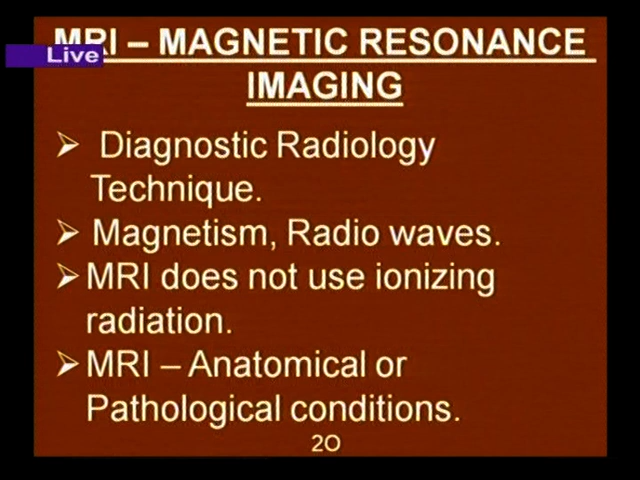 MRI – MAGNETIC RESONANCE
Live
IMAGING
➢ Diagnostic Radiology
Technique.
➢ Magnetism, Radio waves.
➢ MRI does not use ionizing
radiation.
➢ MRI – Anatomical or
Pathological conditions.
2O